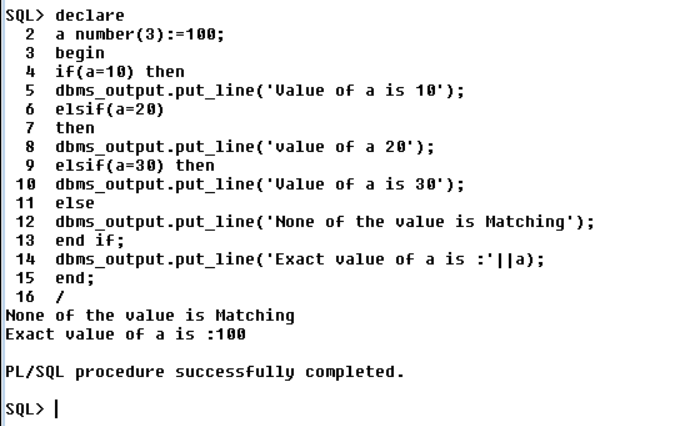 SQL> declare
2 a number(3):=100;
3 begin
4 if(a=10) then
5 dbms_output.put_line('Value of a is 10');
6 elsif(a=20)
7 then
8 dbms_output.put_line('value of a 20');
9 elsif(a=30) then
10 dbms_output.put_line('Value of a is 30');
11 else
12 dbms_output.put_line('None of the value is Matching');
13 end if;
14 dbms_output.put_line('Exact value of a is :'||a);
15 end;
16 /
None of the value is Matching
Exact value of a is :100
PL/SQL procedure successfully completed.
SQL>